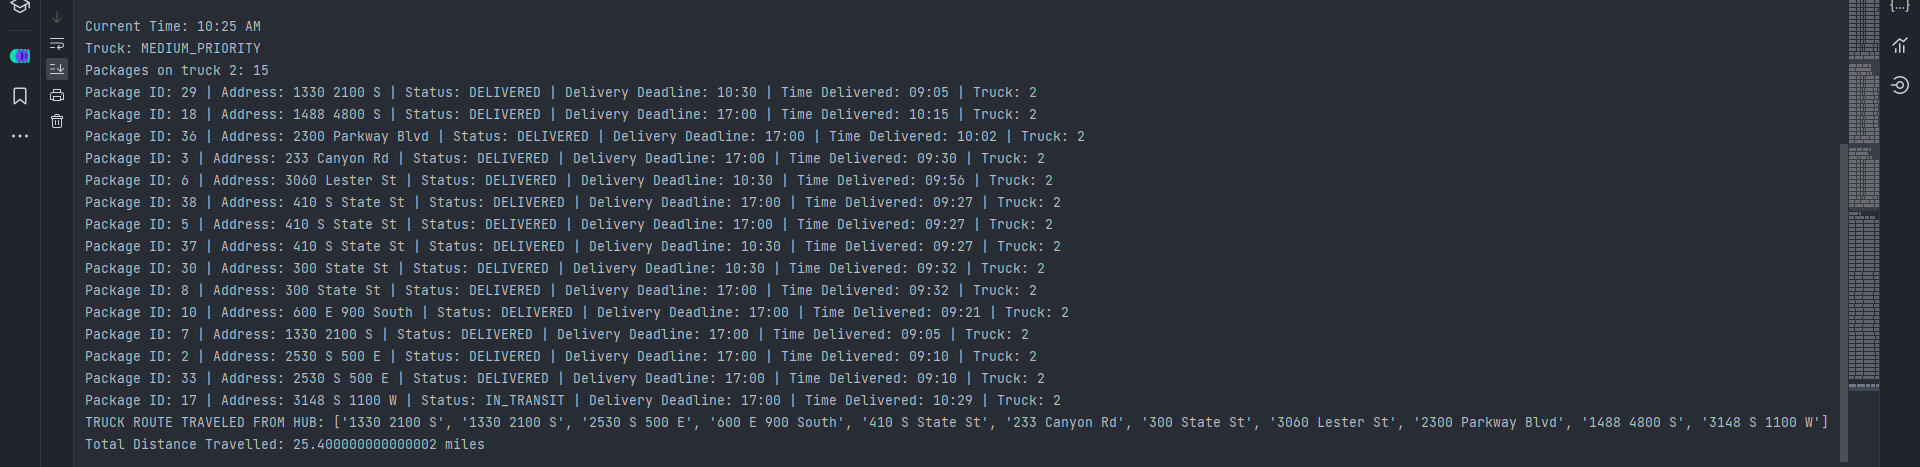 Current Time: 10:25 AM
Truck: MEDIUM_PRIORITY
Packages on truck 2: 15
Package ID: 29 | Address: 1330 2100 S | Status: DELIVERED | Delivery Deadline: 10:30 | Time Delivered: 09:05 | Truck: 2
Package ID: 18 | Address: 1488 4800 S | Status: DELIVERED | Delivery Deadline: 17:00 | Time Delivered: 10:15 | Truck: 2
Package ID: 36 | Address: 2300 Parkway Blvd | Status: DELIVERED | Delivery Deadline: 17:00 | Time Delivered: 10:02 | Truck: 2
Package ID: 3 | Address: 233 Canyon Rd | Status: DELIVERED | Delivery Deadline: 17:00 | Time Delivered: 09:30 | Truck: 2
Package ID: 6 | Address: 3060 Lester St | Status: DELIVERED | Delivery Deadline: 10:30 | Time Delivered: 09:56 | Truck: 2
Package ID: 38 | Address: 410 S State St | Status: DELIVERED | Delivery Deadline: 17:00 | Time Delivered: 09:27 | Truck: 2
Package ID: 5 | Address: 410 S State St | Status: DELIVERED | Delivery Deadline: 17:00 | Time Delivered: 09:27 | Truck: 2
Package ID: 37 | Address: 410 S State St | Status: DELIVERED | Delivery Deadline: 10:30 | Time Delivered: 09:27 | Truck: 2
Package ID: 30 | Address: 300 State St | Status: DELIVERED | Delivery Deadline: 10:30 | Time Delivered: 09:32 | Truck: 2
Package ID: 8 | Address: 300 State St | Status: DELIVERED | Delivery Deadline: 17:00 | Time Delivered: 09:32 | Truck: 2
Package ID: 10 | Address: 600 E 900 South | Status: DELIVERED | Delivery Deadline: 17:00 | Time Delivered: 09:21 | Truck: 2
Package ID: 7 | Address: 1330 2100 S | Status: DELIVERED | Delivery Deadline: 17:00 | Time Delivered: 09:05 | Truck: 2
Package ID: 2 | Address: 2530 S 500 E | Status: DELIVERED | Delivery Deadline: 17:00 | Time Delivered: 09:10 | Truck: 2
Package ID: 33 | Address: 2530 S 500 E | Status: DELIVERED | Delivery Deadline: 17:00 | Time Delivered: 09:10 | Truck: 2
Package ID: 17 | Address: 3148 S 1100 W | Status: IN_TRANSIT | Delivery Deadline: 17:00 | Time Delivered: 10:29 | Truck: 2
TRUCK ROUTE TRAVELED FROM HUB: ['1330 2100 S', '1330 2100 S', '2530 S 500 E', '600 E 900 South', '410 S State St', '233 Canyon Rd', '300 State St', '3060 Lester St', '2300 Parkway Blvd', '1488 4800 S', '3148 S 1100 W']
Total Distance Travelled: 25.400000000000002 miles